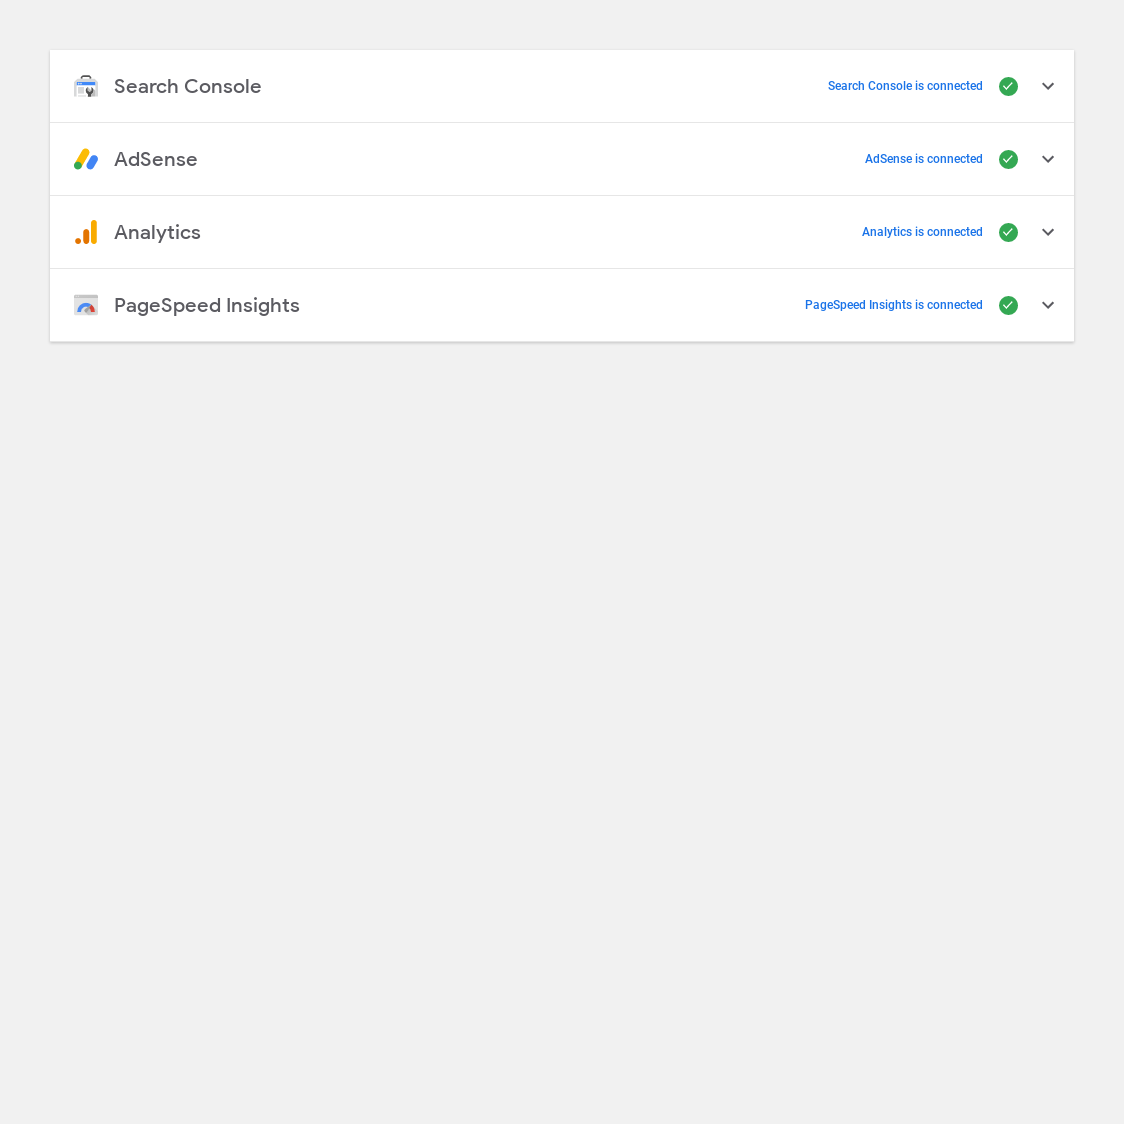 Search Console
Search Console is connected
AdSense
AdSense is connected
Analytics
Analytics is connected
PageSpeed Insights
PageSpeed Insights is connected